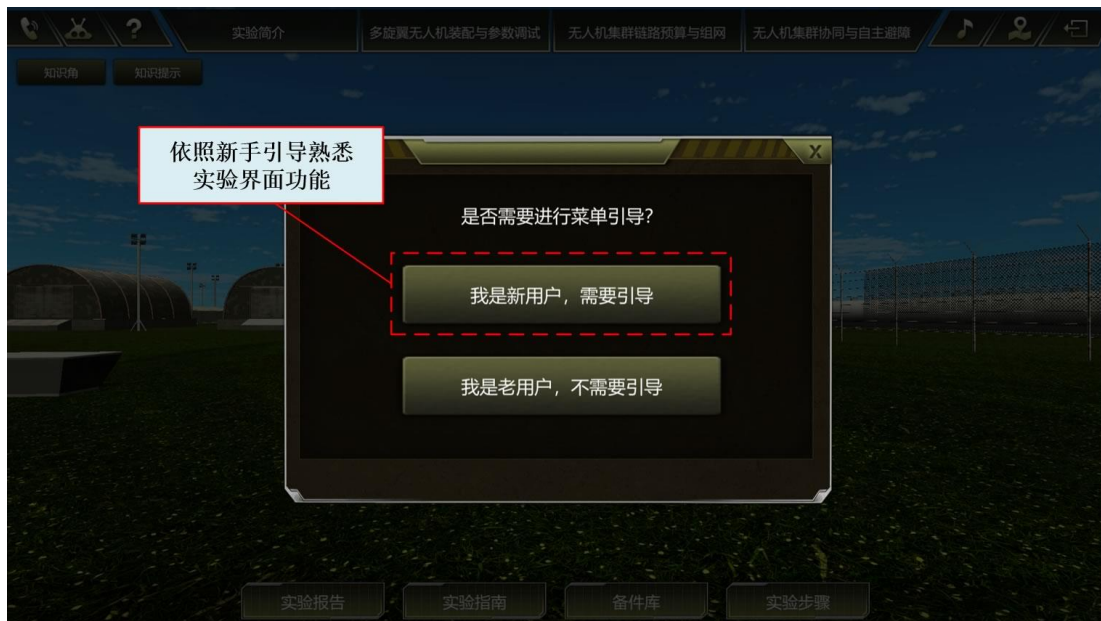 ?
实验简介
多旋翼无人机装配与参数调试
无人机集群链路预算与组网
无人机集群协同与自主避障
知识角
知识提示
依照新手引导熟悉
实验界面功能
X
是否需要进行菜单引导?
我是新用户，需要引导
我是老用户，不需要引导
实验报告
实验指南
备件库
实验步骤